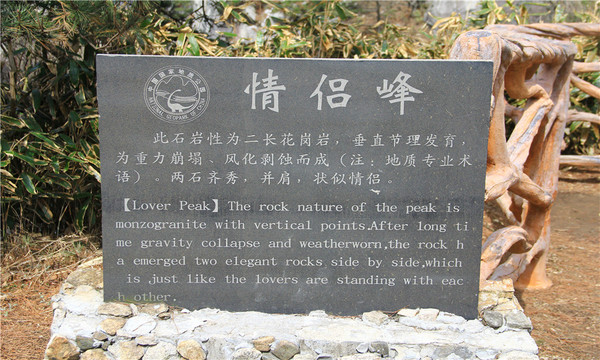 情侣峰
此石岩性为二长花岗岩，垂直节理发育，
为重力崩塌、风化剥蚀而成（注：地质专业术
语）。两石齐秀，并肩，状似情侣。
【Lover Peak】The rock nature of the peak is
monzogranite with vertical points.After long ti
me gravity collapse and weatherworn,the rock h
a emerged two elegant rocks side by side,which
is ,just like the lovers are standing with eac
h other.